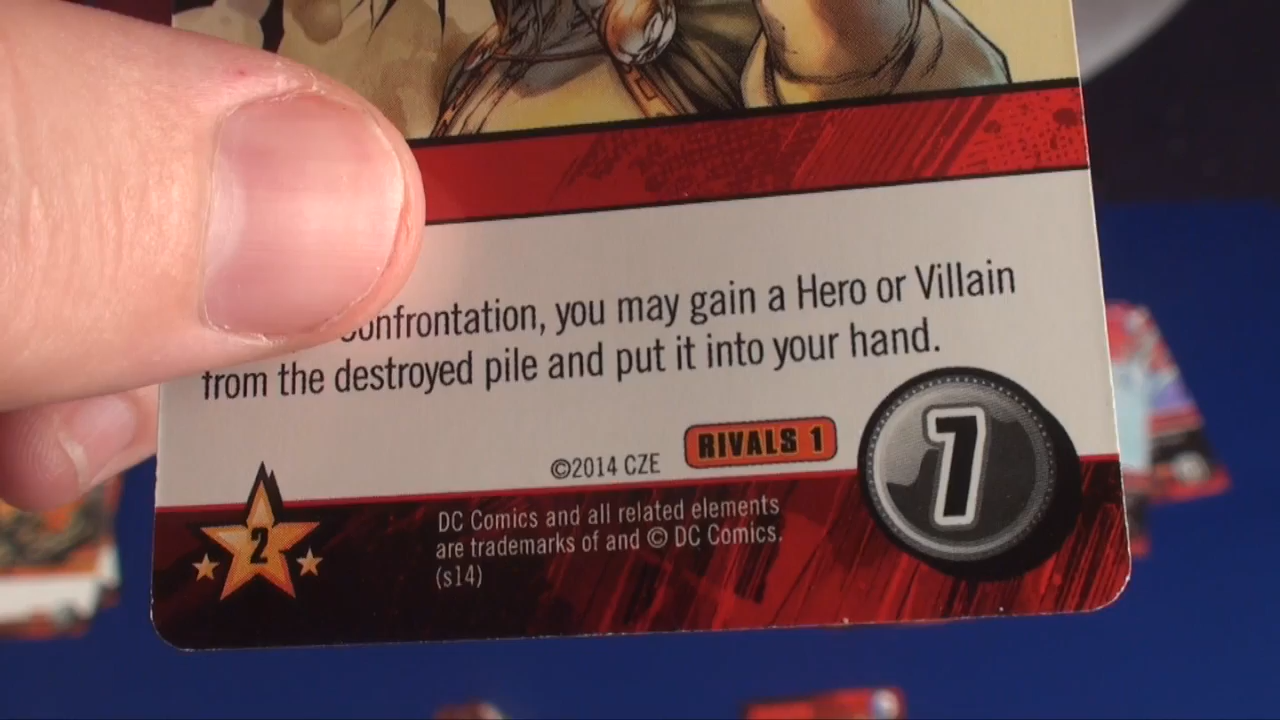 confrontation, you may gain a Hero or Villain
from the destroyed pile and put it into your hand.
RIVALS 1
©2014 CZE
7
2
DC Comics and all related elements
are trademarks of and © DC Comics.
(s14)